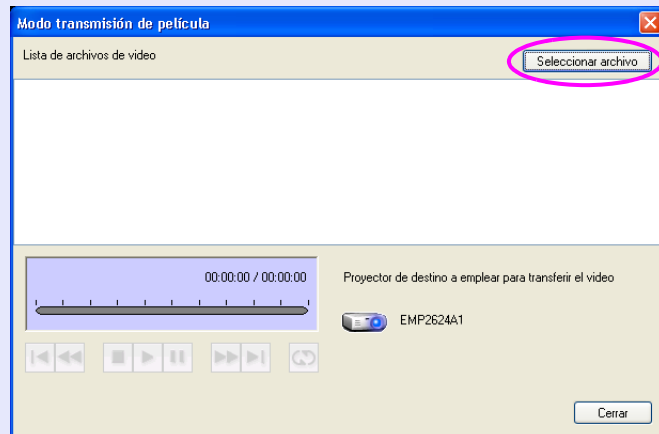 Modo transmisión de película
Lista de archivos de video
Seleccionar archivo
00:00:00 / 00:00:00
Proyector de destino a emplear para transferir el video
EMP2624A1
Cerrar